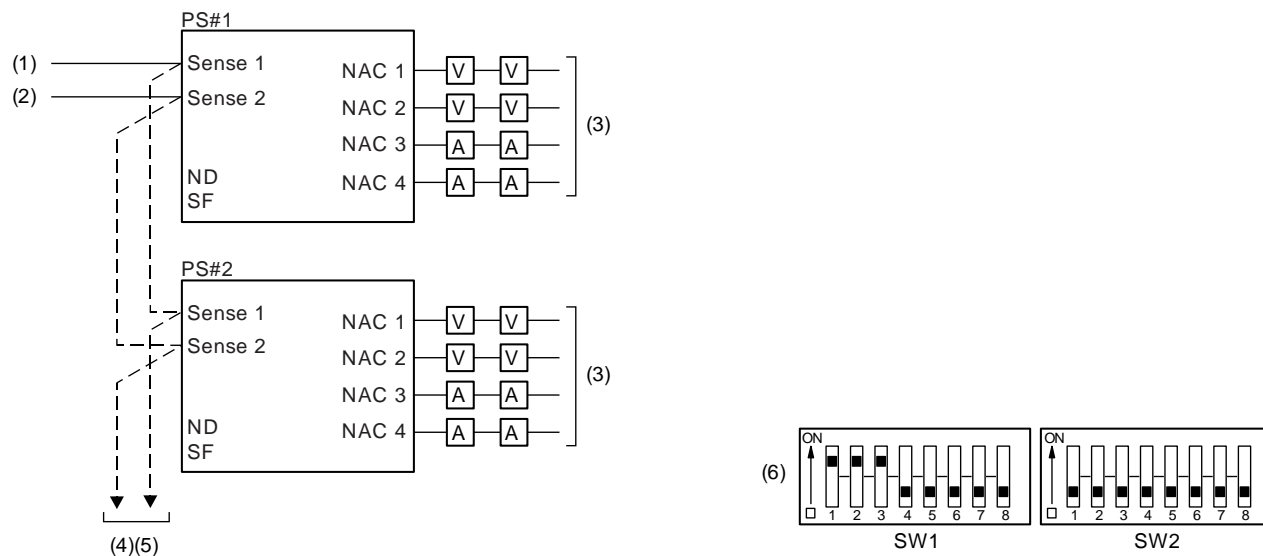 PS#1
(1)
Sense 1
(2)
Sense 2
ND
SF
NAC 1
V V
NAC 2
V V
NAC 3
A A
NAC 4
A A
(3)
PS#2
Sense 1
Sense 2
ND
SF
NAC 1
V V
NAC 2
V V
NAC 3
A A
NAC 4
A A
(3)
(4)(5)
(6)
ON
1 2 3 4 5 6 7 8
SW1
ON
1 2 3 4 5 6 7 8
SW2